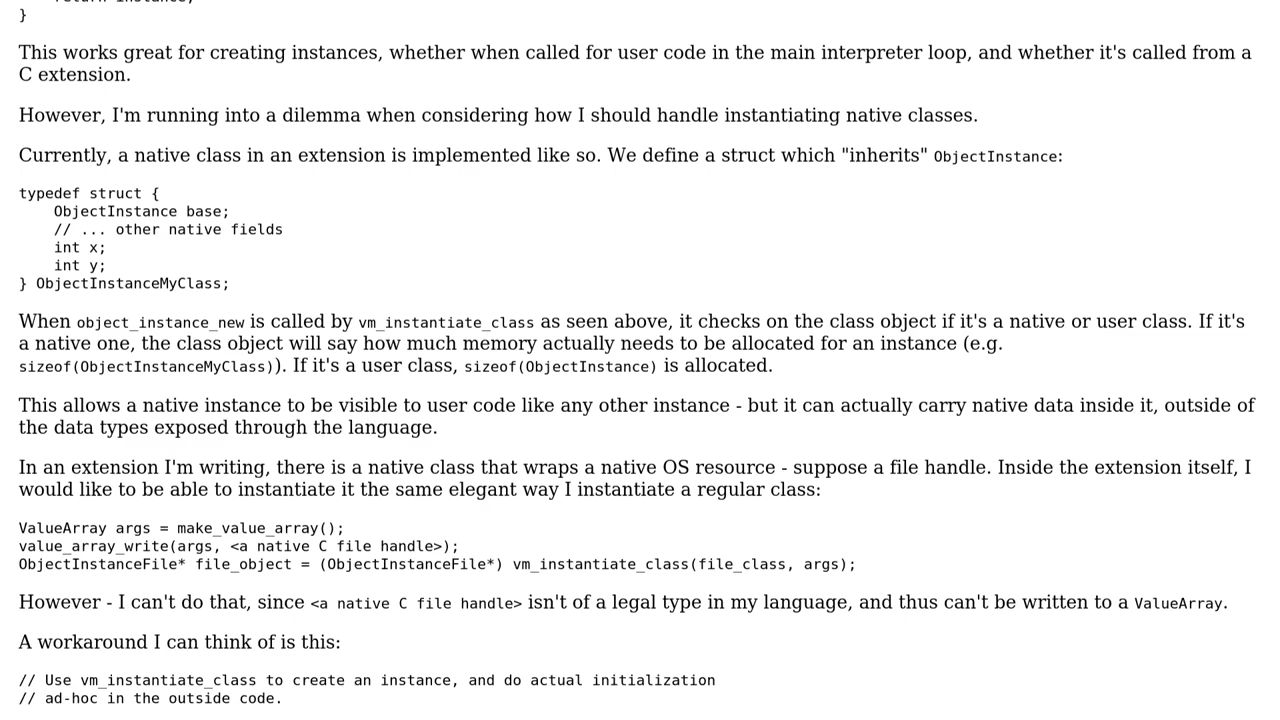 }
This works great for creating instances, whether when called for user code in the main interpreter loop, and whether it's called from a
C extension.
However, I'm running into a dilemma when considering how I should handle instantiating native classes.
Currently, a native class in an extension is implemented like so. We define a struct which "inherits" ObjectInstance:
typedef struct {
    ObjectInstance base;
    // ... other native fields
    int x;
    int y;
} ObjectInstanceMyClass;
When object_instance_new is called by vm_instantiate_class as seen above, it checks on the class object if it's a native or user class. If it's
a native one, the class object will say how much memory actually needs to be allocated for an instance (e.g.
sizeof(ObjectInstanceMyClass)). If it's a user class, sizeof(ObjectInstance) is allocated.
This allows a native instance to be visible to user code like any other instance - but it can actually carry native data inside it, outside of
the data types exposed through the language.
In an extension I'm writing, there is a native class that wraps a native OS resource - suppose a file handle. Inside the extension itself, I
would like to be able to instantiate it the same elegant way I instantiate a regular class:
ValueArray args = make_value_array();
value_array_write(args, <a native C file handle>);
ObjectInstanceFile* file_object = (ObjectInstanceFile*) vm_instantiate_class(file_class, args);
However - I can't do that, since <a native C file handle> isn't of a legal type in my language, and thus can't be written to a ValueArray.
A workaround I can think of is this:
// Use vm_instantiate_class to create an instance, and do actual initialization
// ad-hoc in the outside code.